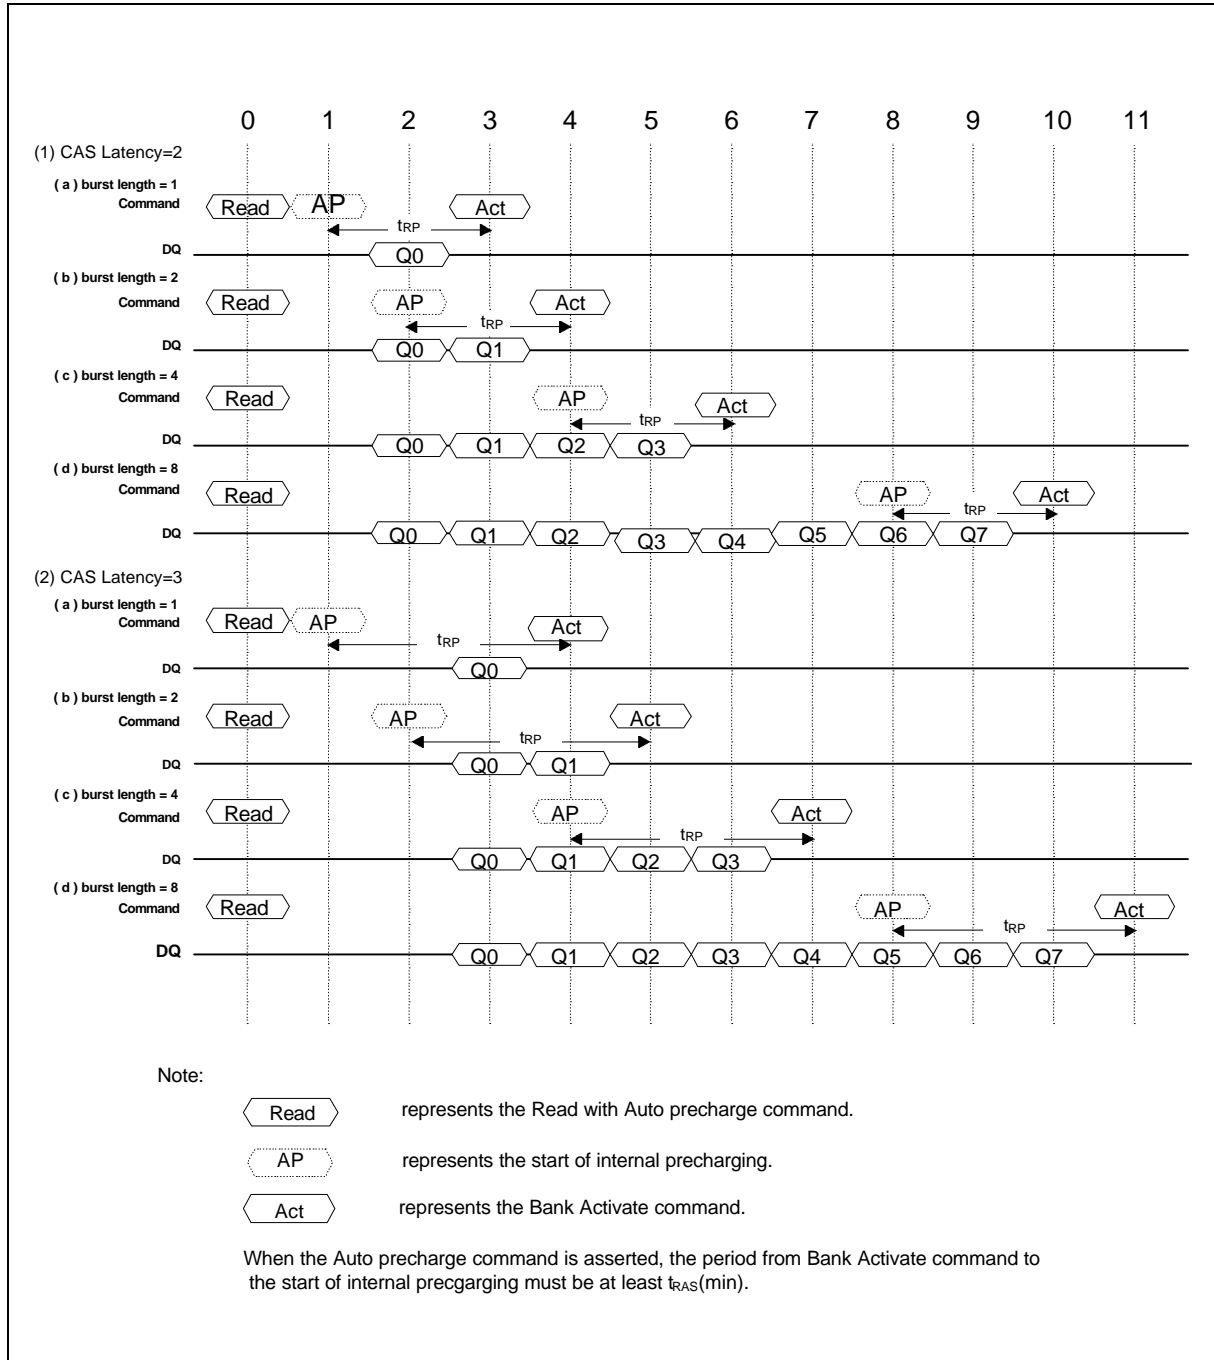 0 1 2 3 4 5 6 7 8 9 10 11
(1) CAS Latency=2
( a ) burst length = 1
Command Read AP Act
tRP
DQ Q0
( b ) burst length = 2
Command Read AP Act
tRP
DQ Q0 Q1
( c ) burst length = 4
Command Read AP Act
tRP
DQ Q0 Q1 Q2 Q3
( d ) burst length = 8
Command Read AP Act
tRP
DQ Q0 Q1 Q2 Q3 Q4 Q5 Q6 Q7
(2) CAS Latency=3
( a ) burst length = 1
Command Read AP Act
tRP
DQ Q0
( b ) burst length = 2
Command Read AP Act
tRP
DQ Q0 Q1
( c ) burst length = 4
Command Read AP Act
tRP
DQ Q0 Q1 Q2 Q3
( d ) burst length = 8
Command Read AP Act
tRP
DQ Q0 Q1 Q2 Q3 Q4 Q5 Q6 Q7
Note:
Read represents the Read with Auto precharge command.
AP represents the start of internal precharging.
Act represents the Bank Activate command.
When the Auto precharge command is asserted, the period from Bank Activate command to
the start of internal precgarging must be at least tRAS(min).